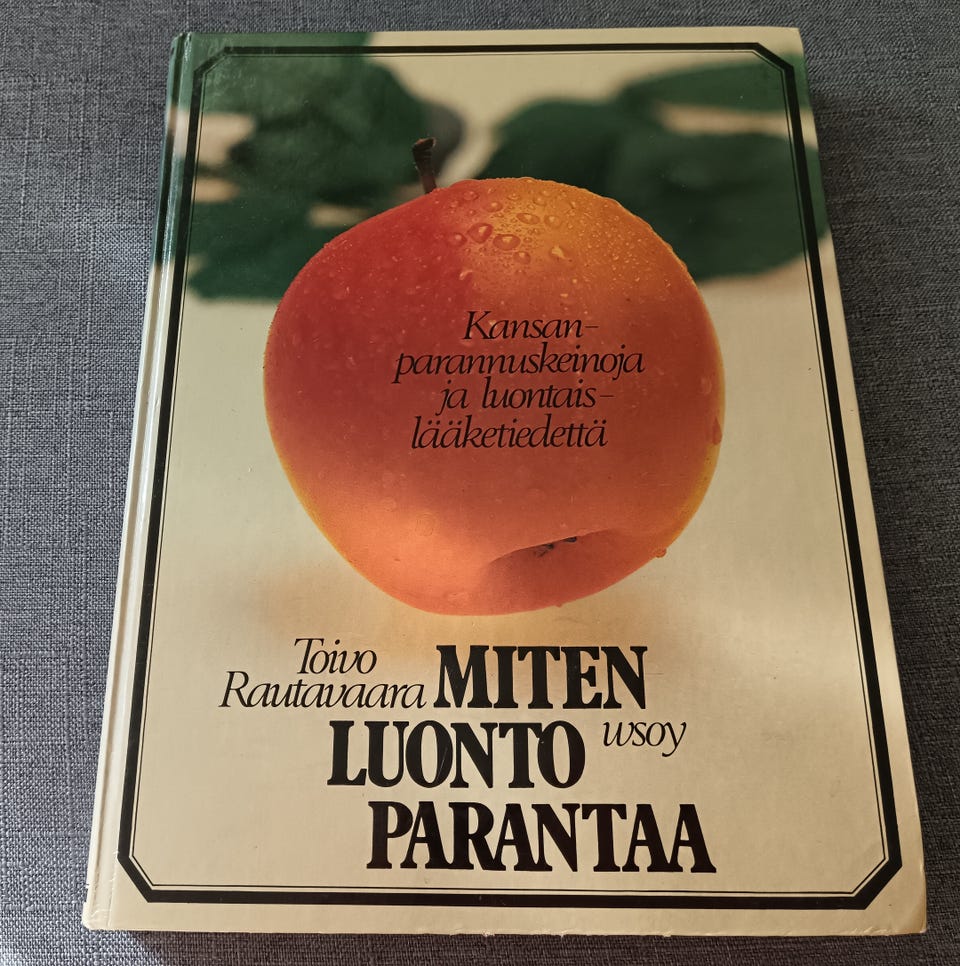 Kansan-
parannuskeinoja
ja luontais-
lääketiedettä
Toivo
Rautavaara MITEN
LUONTO wsoy
PARANTAA